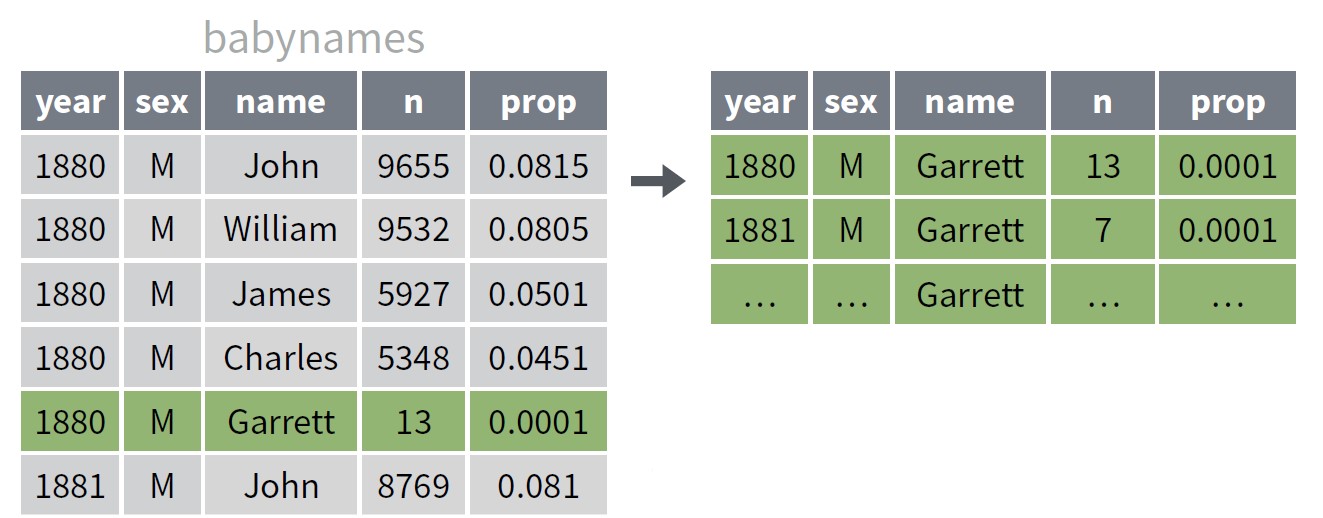 babynames
year sex name n prop
1880 M John 9655 0.0815
1880 M William 9532 0.0805
1880 M James 5927 0.0501
1880 M Charles 5348 0.0451
1880 M Garrett 13 0.0001
1881 M John 8769 0.081
year sex name n prop
1880 M Garrett 13 0.0001
1881 M Garrett 7 0.0001
... ... Garrett ... ...